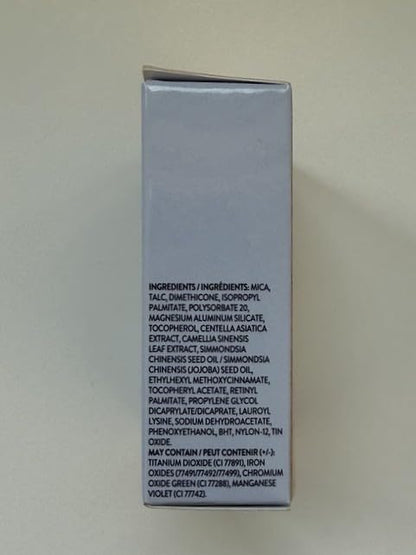 INGREDIENTS / INGRÉDIENTS: MICA,
TALC, DIMETHICONE, ISOPROPYL
PALMITATE, POLYSORBATE 20,
MAGNESIUM ALUMINUM SILICATE,
TOCOPHEROL, CENTELLA ASIATICA
EXTRACT, CAMELLIA SINENSIS
LEAF EXTRACT, SIMMONDSIA
CHINENSIS SEED OIL / SIMMONDSIA
CHINENSIS (JOJOBA) SEED OIL,
ETHYLHEXYL METHOXYCINNAMATE,
TOCOPHERYL ACETATE, RETINYL
PALMITATE, PROPYLENE GLYCOL
DICAPRYLATE/DICAPRATE, LAUROYL
LYSINE, SODIUM DEHYDROACETATE,
PHENOXYETHANOL, BHT, NYLON-12, TIN
OXIDE.
MAY CONTAIN / PEUT CONTENIR (+/-):
TITANIUM DIOXIDE (CI 77891), IRON
OXIDES (77491/77492/77499), CHROMIUM
OXIDE GREEN (CI 77288), MANGANESE
VIOLET (CI 77742).